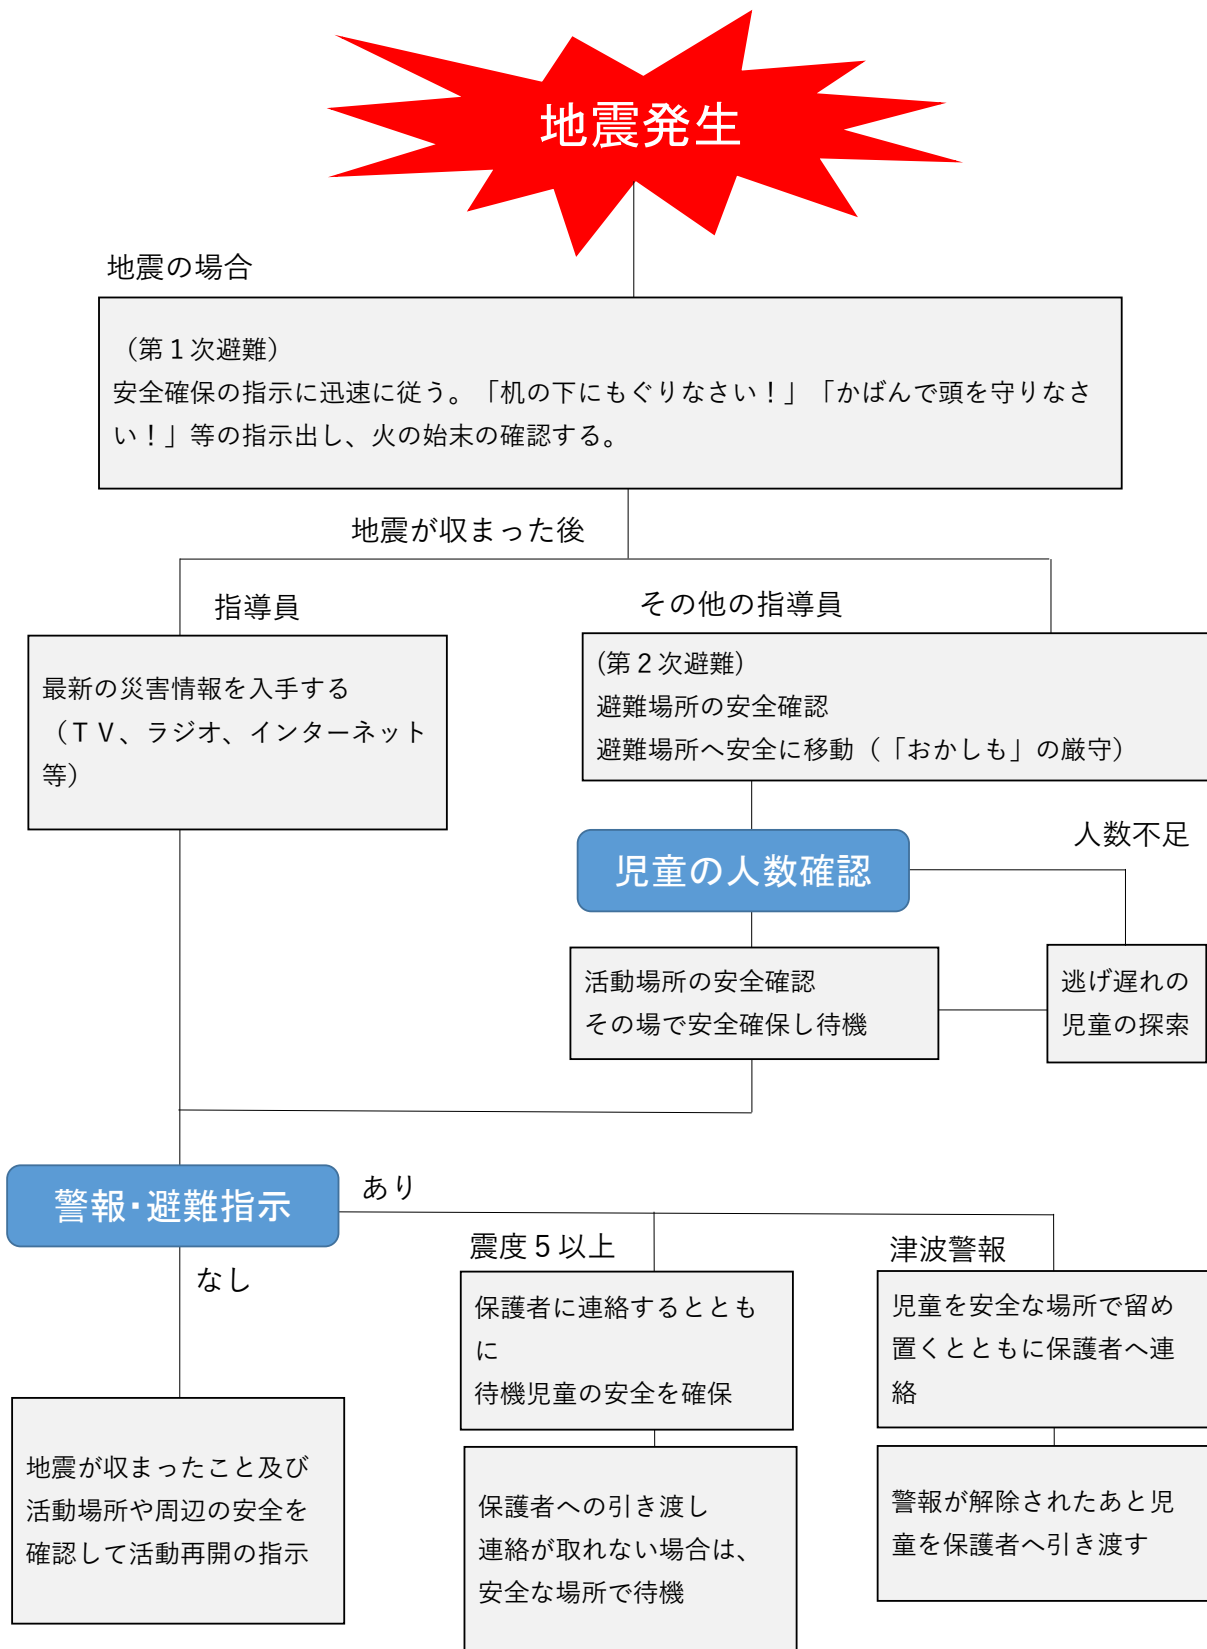 地震発生
地震の場合
（第１次避難）
安全確保の指示に迅速に従う。「机の下にもぐりなさい！」「かばんで頭を守りなさ
い！」等の指示出し、火の始末の確認する。
地震が収まった後
指導員
その他の指導員
最新の災害情報を入手する
（ＴＶ、ラジオ、インターネット
等）
(第２次避難)
避難場所の安全確認
避難場所へ安全に移動（「おかしも」の厳守）
児童の人数確認
人数不足
活動場所の安全確認
その場で安全確保し待機
逃げ遅れの
児童の探索
警報・避難指示
あり
なし
震度５以上
津波警報
保護者に連絡するととも
に
待機児童の安全を確保
児童を安全な場所で留め
置くとともに保護者へ連
絡
地震が収まったこと及び
活動場所や周辺の安全を
確認して活動再開の指示
保護者への引き渡し
連絡が取れない場合は、
安全な場所で待機
警報が解除されたあと児
童を保護者へ引き渡す